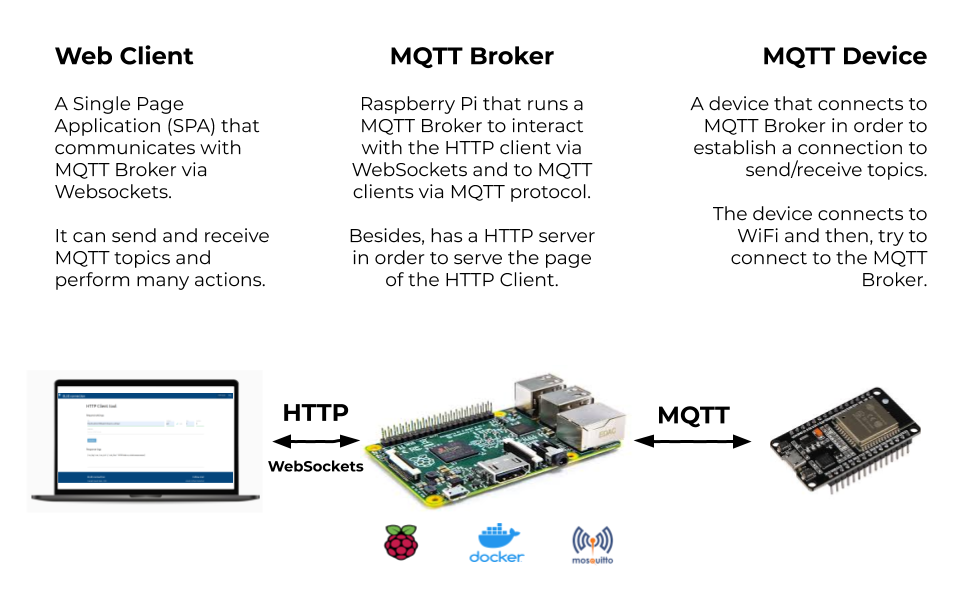 Web Client
A Single Page
Application (SPA) that
communicates with
MQTT Broker via
Websockets.
It can send and receive
MQTT topics and
perform many actions.
MQTT Broker
Raspberry Pi that runs a
MQTT Broker to interact
with the HTTP client via
WebSockets and to MQTT
clients via MQTT protocol.
Besides, has a HTTP server
in order to serve the page
of the HTTP Client.
MQTT Device
A device that connects to
MQTT Broker in order to
establish a connection to
send/receive topics.
The device connects to
WiFi and then, try to
connect to the MQTT
Broker.
HTTP Client tool
HTTP
WebSockets
MQTT
docker
mosquitto